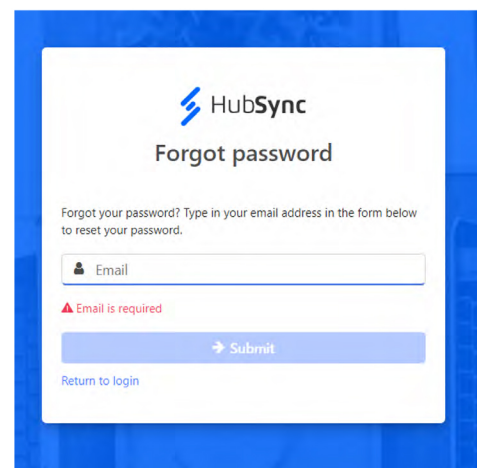 HubSync
Forgot password
Forgot your password? Type in your email address in the form below
to reset your password.
Email
Email is required
Submit
Return to login